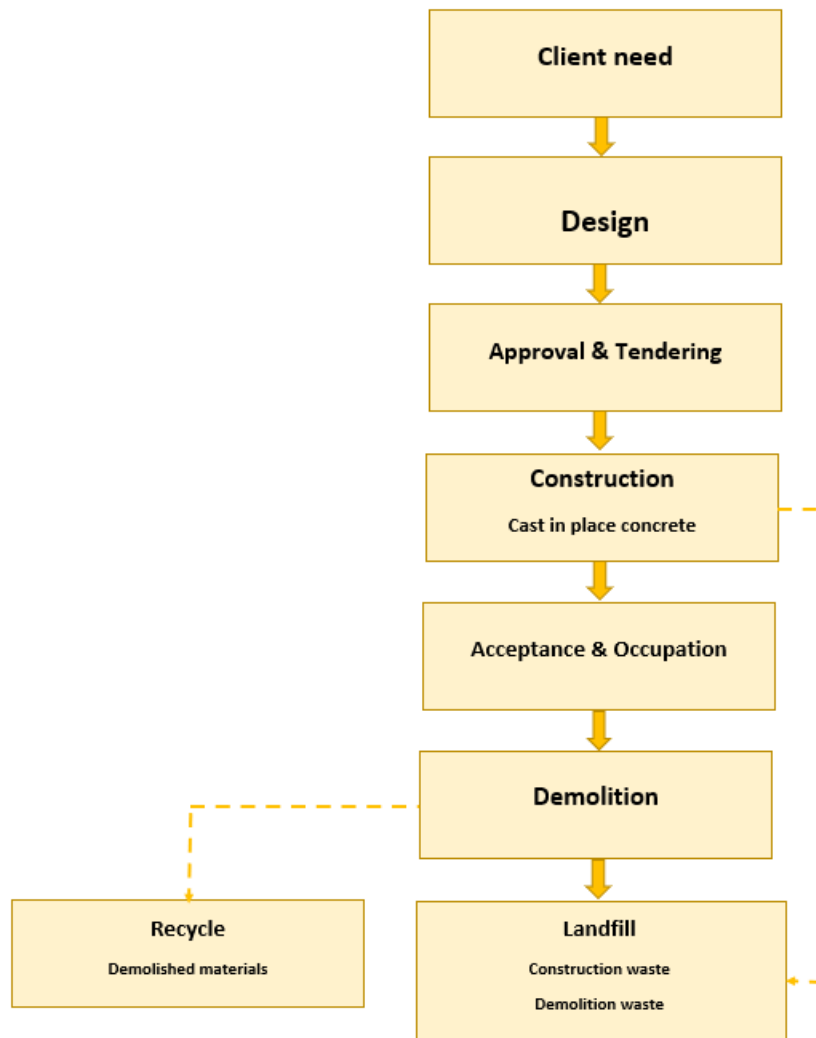 Client need
Design
Approval & Tendering
Construction
Cast in place concrete
Acceptance & Occupation
Demolition
Recycle
Demolished materials
Landfill
Construction waste
Demolition waste